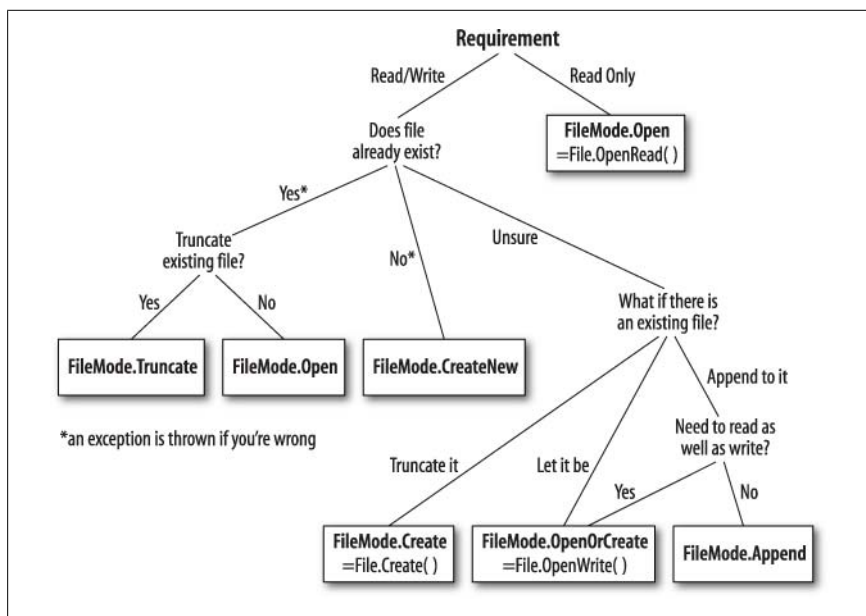 Requirement
Read/Write
Read Only
Does file
already exist?
FileMode.Open
=File.OpenRead( )
Yes*
No*
Unsure
Truncate
existing file?
Yes
No
What if there is
an existing file?
FileMode.Truncate
FileMode.Open
FileMode.CreateNew
Append to it
*an exception is thrown if you're wrong
Need to read as
well as write?
Truncate it
Let it be
Yes
No
FileMode.Create
=File.Create( )
FileMode.OpenOrCreate
=File.OpenWrite( )
FileMode.Append